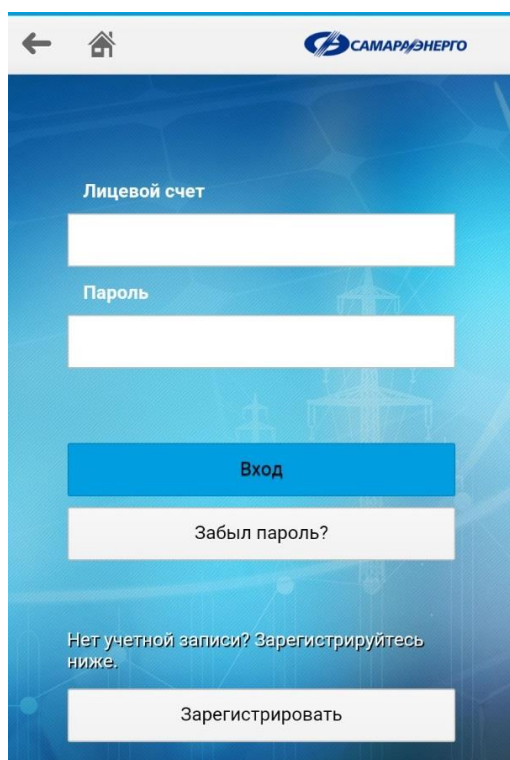 САМАРАЭНЕРГО
Лицевой счет
Пароль
Вход
Забыл пароль?
Нет учетной записи? Зарегистрируйтесь
ниже.
Зарегистрировать